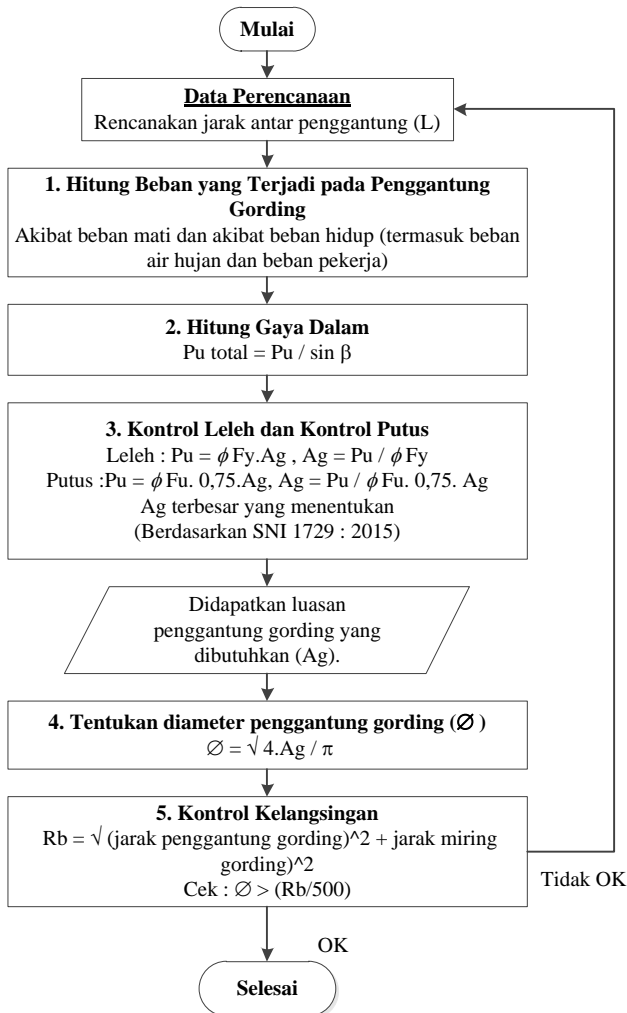 Mulai
Data Perencanaan
Rencanakan jarak antar penggantung (L)
1. Hitung Beban yang Terjadi pada Penggantung
Gording
Akibat beban mati dan akibat beban hidup (termasuk beban
air hujan dan beban pekerja)
2. Hitung Gaya Dalam
Pu total = Pu / sin β
3. Kontrol Leleh dan Kontrol Putus
Leleh : Pu = ϕ Fy.Ag , Ag = Pu / ϕ Fy
Putus :Pu = ϕ Fu. 0,75.Ag, Ag = Pu / ϕ Fu. 0,75. Ag
Ag terbesar yang menentukan
(Berdasarkan SNI 1729 : 2015)
Didapatkan luasan
penggantung gording yang
dibutuhkan (Ag).
4. Tentukan diameter penggantung gording (∅ )
∅ = √ 4.Ag / π
5. Kontrol Kelangsingan
Rb = √ (jarak penggantung gording)^2 + jarak miring
gording)^2
Cek : ∅ > (Rb/500)
Tidak OK
OK
Selesai